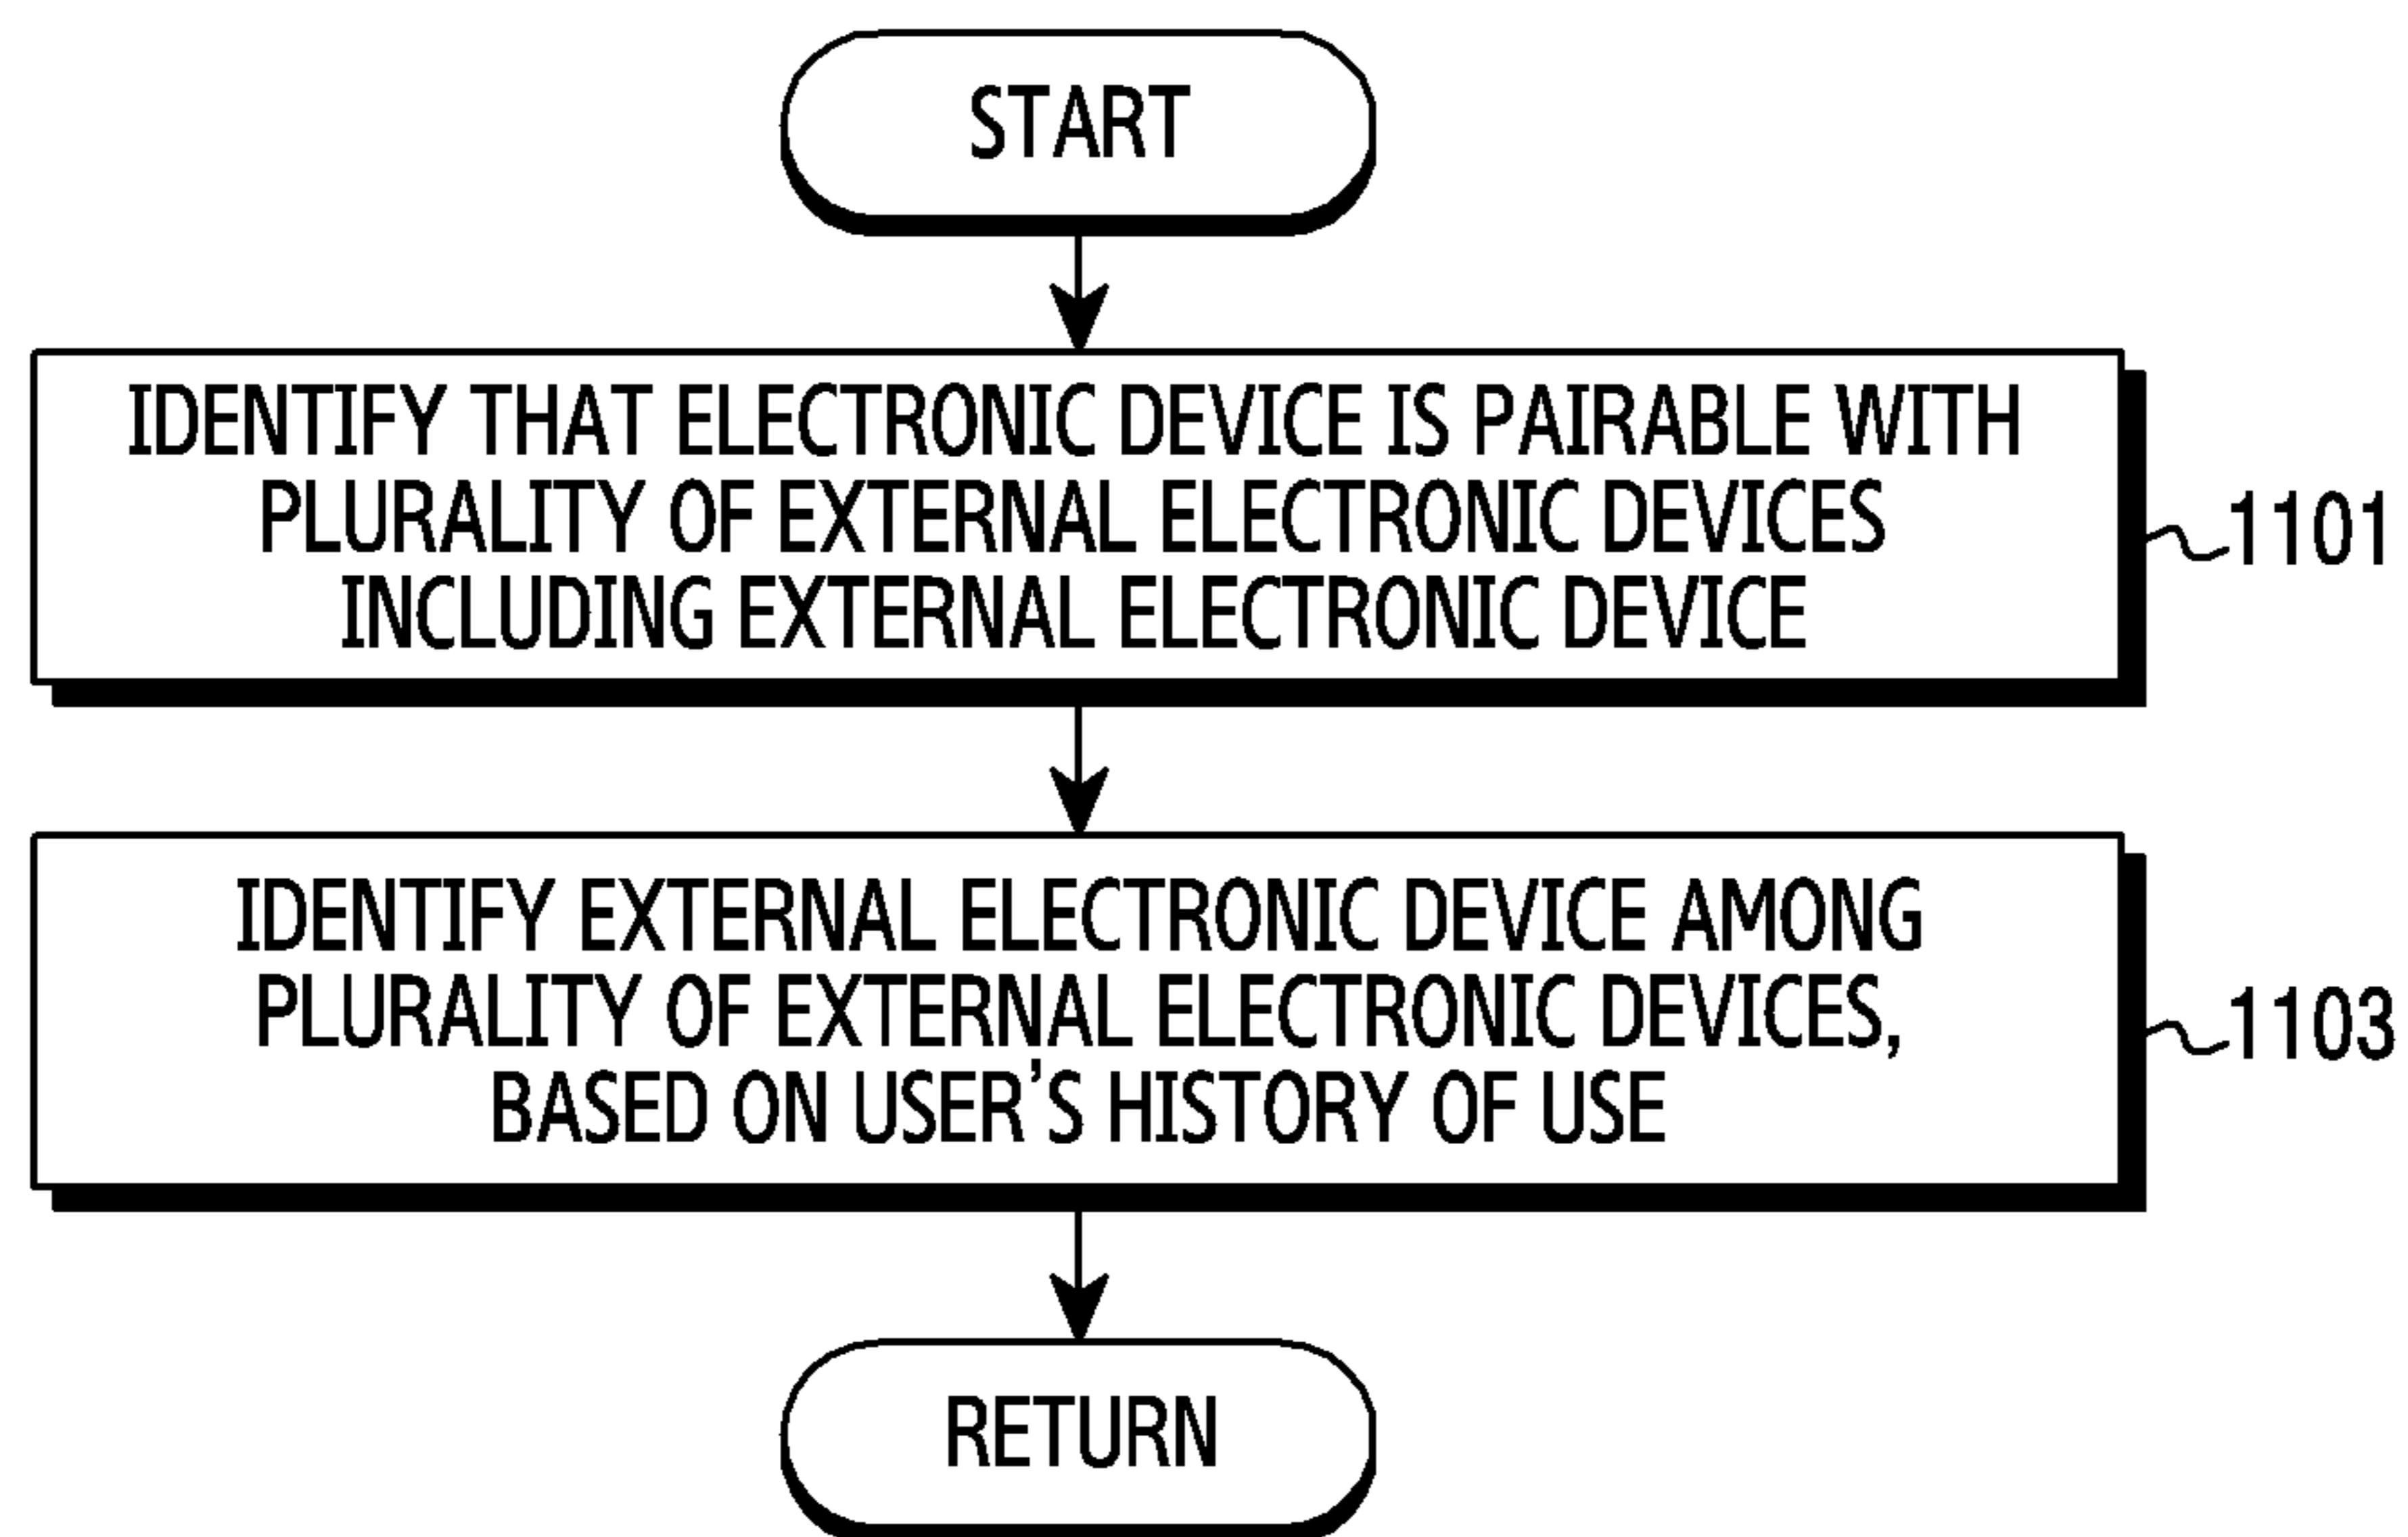 START
IDENTIFY THAT ELECTRONIC DEVICE IS PAIRABLE WITH
PLURALITY OF EXTERNAL ELECTRONIC DEVICES
INCLUDING EXTERNAL ELECTRONIC DEVICE
1101
IDENTIFY EXTERNAL ELECTRONIC DEVICE AMONG
PLURALITY OF EXTERNAL ELECTRONIC DEVICES,
BASED ON USER'S HISTORY OF USE
1103
RETURN